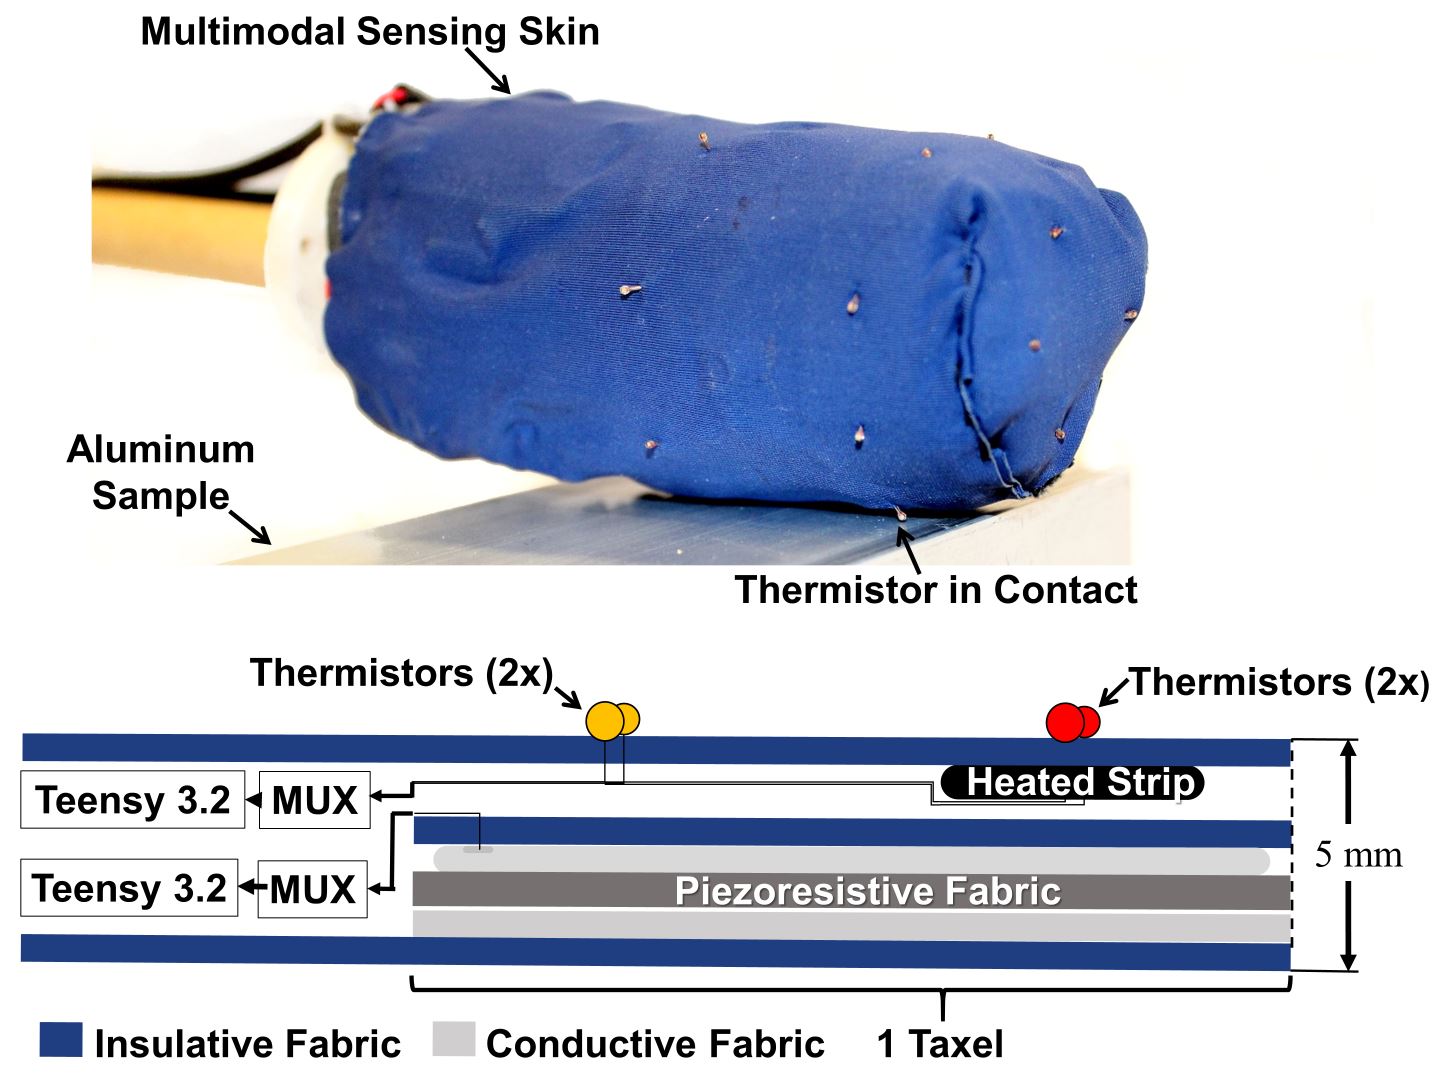 Multimodal Sensing Skin
Aluminum
Sample
Thermistor in Contact
Thermistors (2x)
Thermistors (2x)
Heated Strip
Teensy 3.2
MUX
5 mm
Teensy 3.2
MUX
Piezoresistive Fabric
Insulative Fabric
Conductive Fabric
1 Taxel